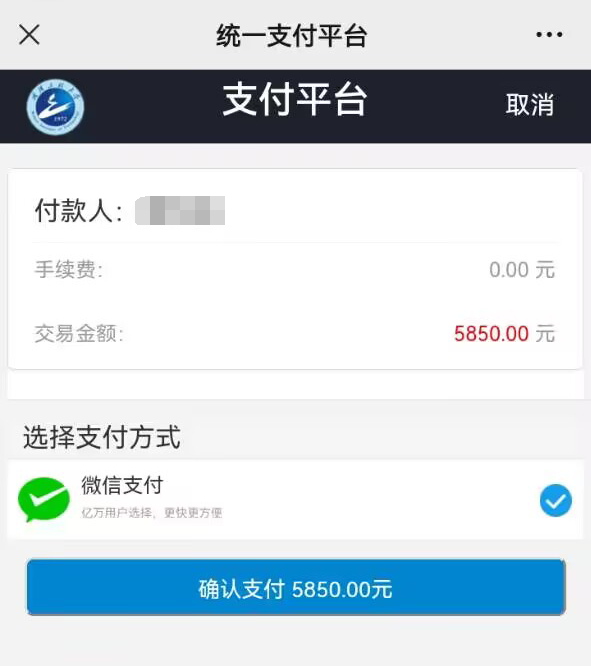 统一支付平台
支付平台
取消
1972
付款人：
手续费：
0.00 元
交易金额：
5850.00 元
选择支付方式
微信支付
亿万用户选择，更快更方便
确认支付 5850.00元